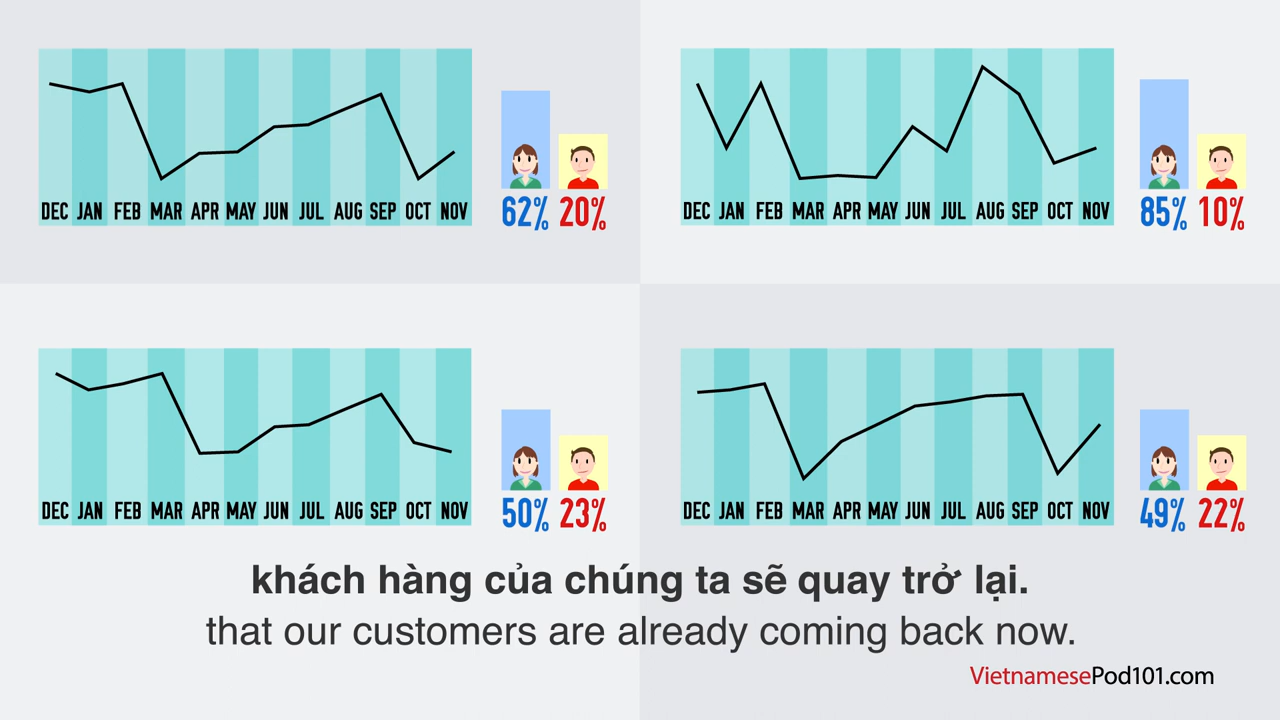 DEC JAN FEB MAR APR MAY JUN JUL AUG SEP OCT NOV
62% 20%
DEC JAN FEB MAR APR MAY JUN JUL AUG SEP OCT NOV
85% 10%
DEC JAN FEB MAR APR MAY JUN JUL AUG SEP OCT NOV
50% 23%
DEC JAN FEB MAR APR MAY JUN JUL AUG SEP OCT NOV
49% 22%
khách hàng của chúng ta sẽ quay trở lại.
that our customers are already coming back now.
VietnamesePod101.com